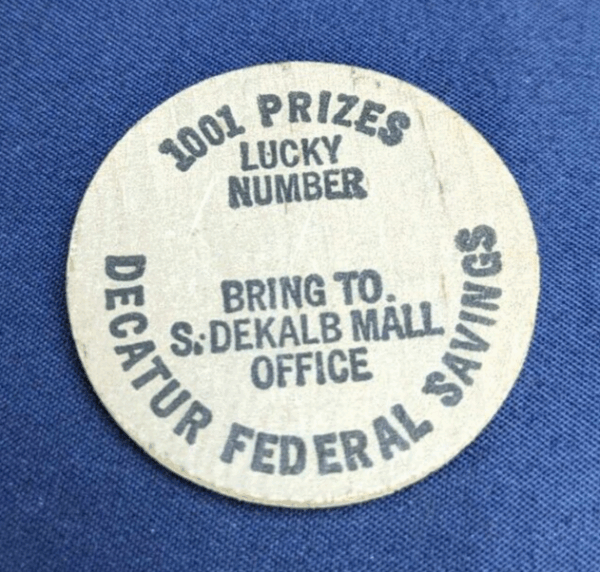 1001 PRIZES
LUCKY
NUMBER
BRING TO.
S. DEKALB MALL
OFFICE
DECATUR FEDERAL SAVINGS